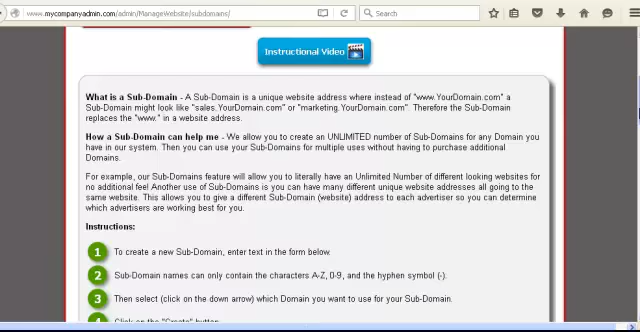 www.mycompanyadmin.com/admin/ManageWebsite/subdomains/
Search
Instructional Video
What is a Sub-Domain - A Sub-Domain is a unique website address where instead of "www.YourDomain.com" a
Sub-Domain might look like "sales.YourDomain.com" or "marketing.YourDomain.com". Therefore the Sub-Domain
replaces the "www." in a website address.
How a Sub-Domain can help me - We allow you to create an UNLIMITED number of Sub-Domains for any Domain you
have in our system. Then you can use your Sub-Domains for multiple uses without having to purchase additional
Domains.
For example, our Sub-Domains feature will allow you to literally have an Unlimited Number of different looking websites for
no additional fee! Another use of Sub-Domains is you can have many different unique website addresses all going to the
same website. This allows you to give a different Sub-Domain (website) address to each advertiser so you can determine
which advertisers are working best for you.
Instructions:
1 To create a new Sub-Domain, enter text in the form below.
2 Sub-Domain names can only contain the characters A-Z, 0-9, and the hyphen symbol (-).
3 Then select (click on the down arrow) which Domain you want to use for your Sub-Domain.
4 Click on the "Create" button